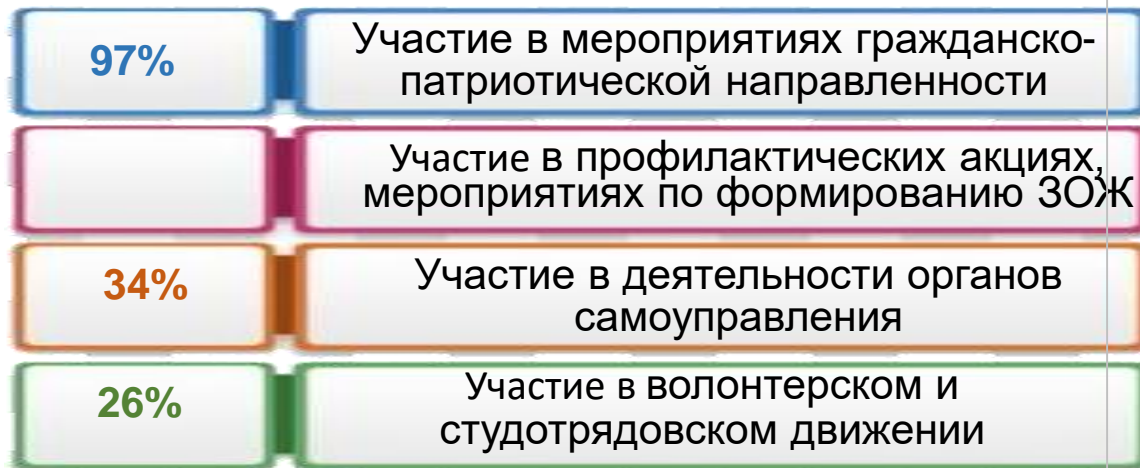 97%
Участие в мероприятиях гражданско-
патриотической направленности
Участие в профилактических акциях,
мероприятиях по формированию ЗОЖ
34%
Участие в деятельности органов
самоуправления
26%
Участие в волонтерском и
студотрядовском движении